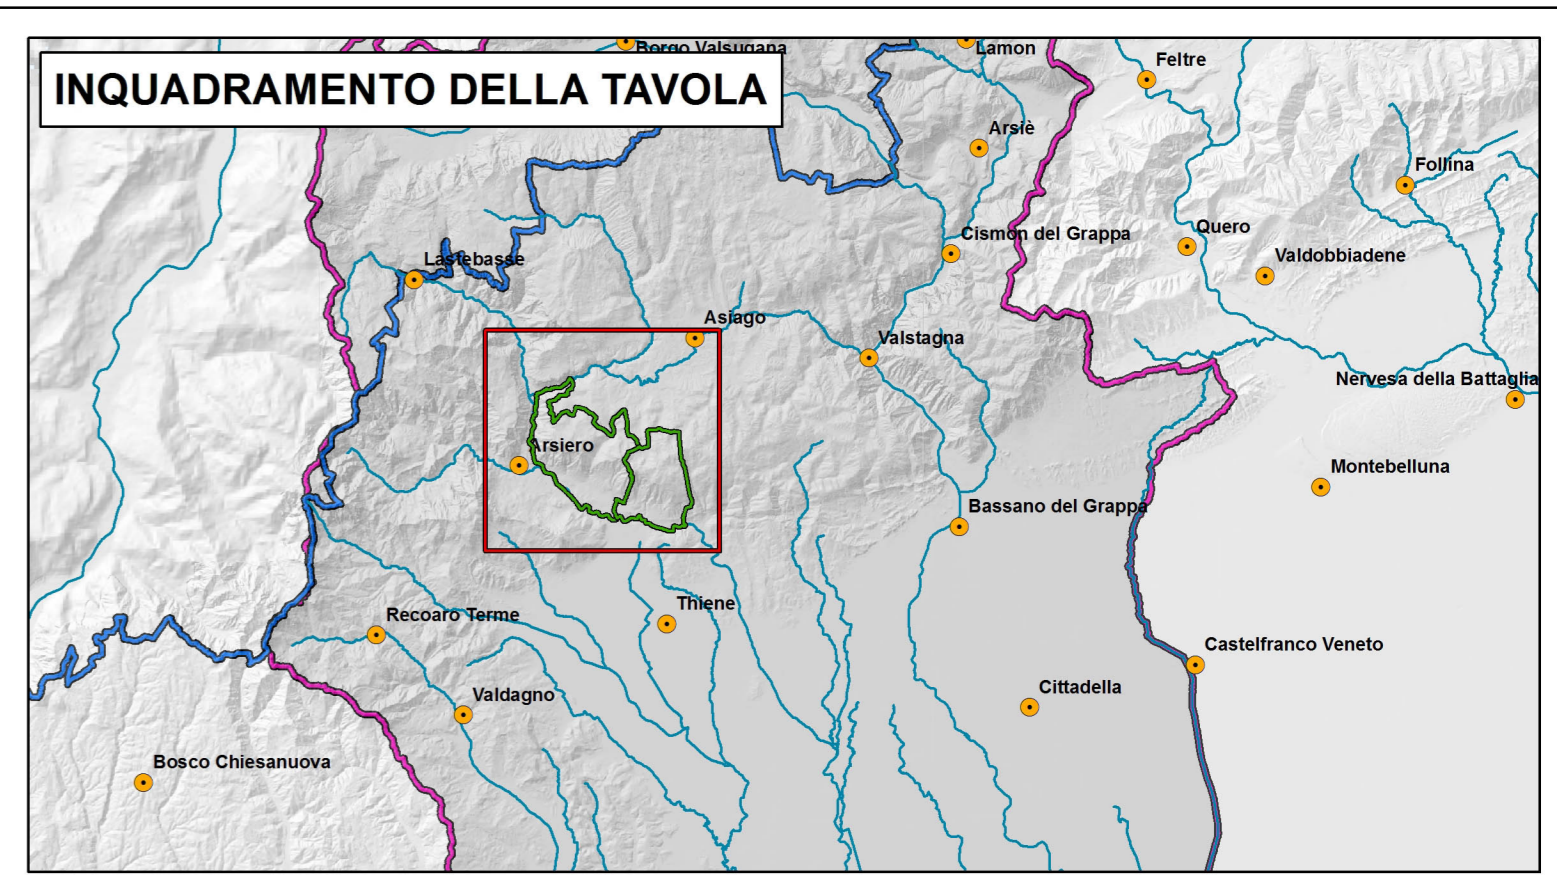 Borgo Valsugana
Lamon
Feltre
INQUADRAMENTO DELLA TAVOLA
Arsiè
Follina
Quero
Cismon del Grappa
Valdobbiadene
Lastebasse
Asiago
Valstagna
Nervesa della Battaglia
Arsiero
Montebelluna
Bassano del Grappa
Thiene
Recoaro Terme
Castelfranco Veneto
Cittadella
Valdagno
Bosco Chiesanuova